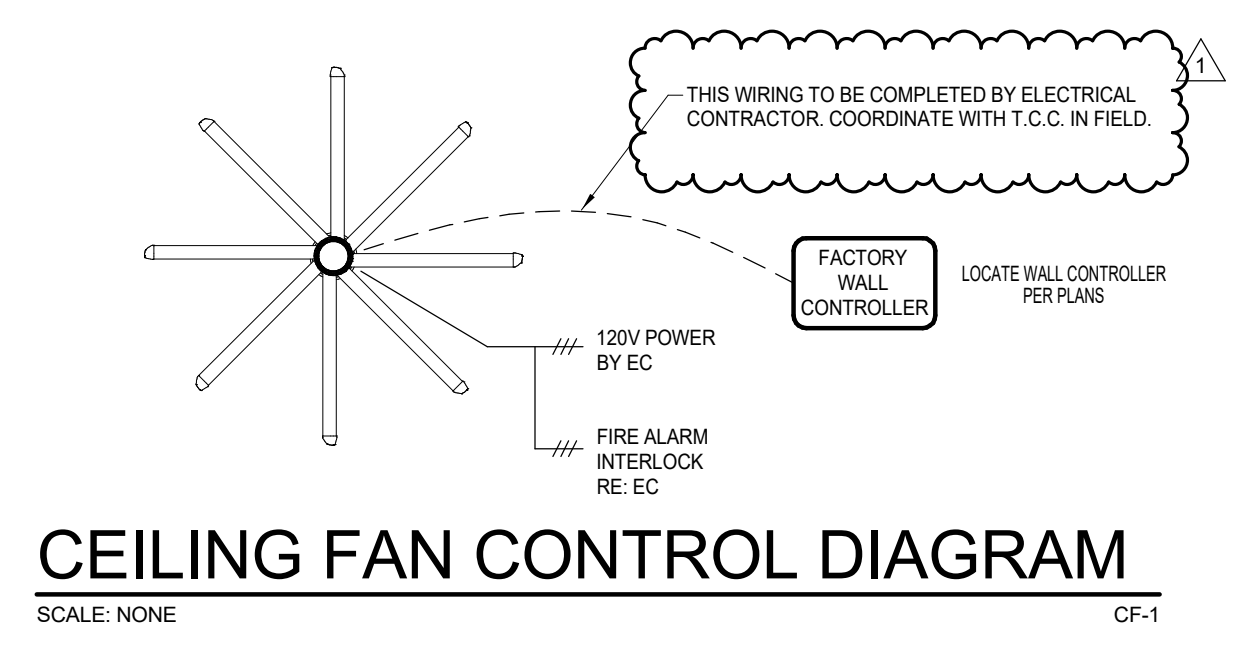 1
THIS WIRING TO BE COMPLETED BY ELECTRICAL
CONTRACTOR. COORDINATE WITH T.C.C. IN FIELD.
FACTORY
WALL
CONTROLLER
LOCATE WALL CONTROLLER
PER PLANS
120V POWER
BY EC
FIRE ALARM
INTERLOCK
RE: EC
CEILING FAN CONTROL DIAGRAM
SCALE: NONE
CF-1